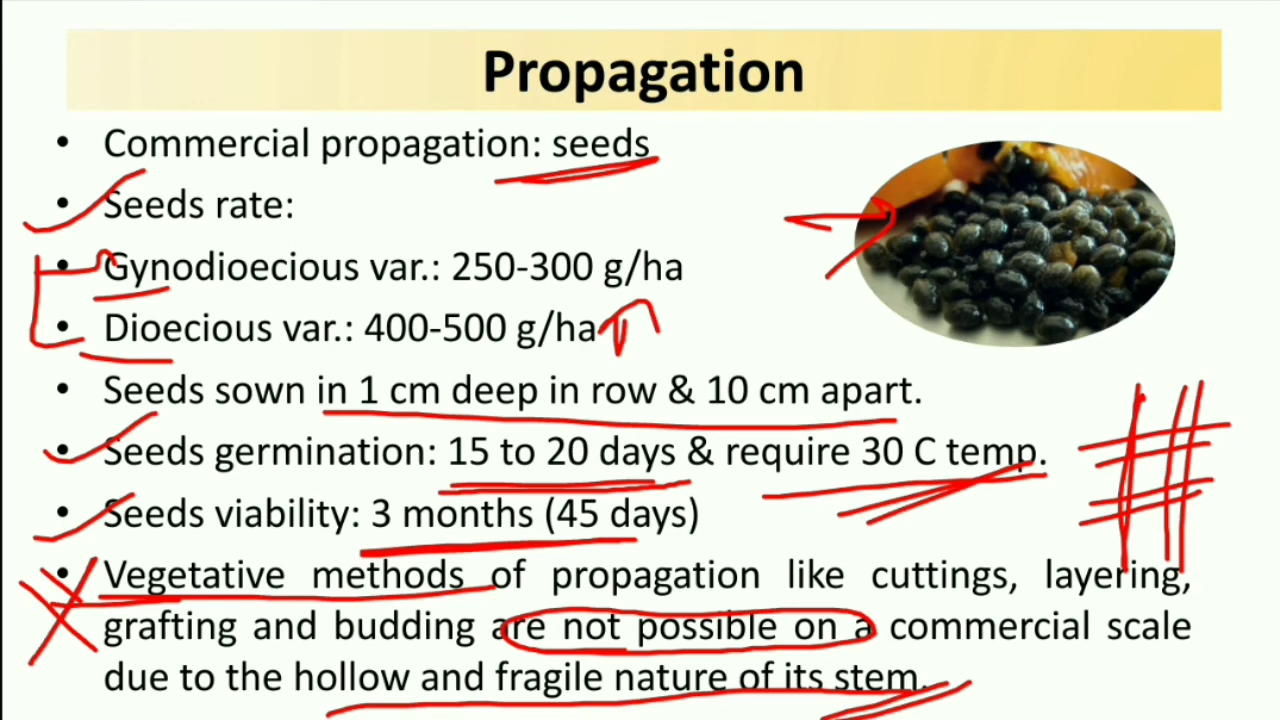 Propagation
• Commercial propagation: seeds
• Seeds rate:
• Gynodioecious var.: 250-300 g/ha
• Dioecious var.: 400-500 g/ha
• Seeds sown in 1 cm deep in row & 10 cm apart.
• Seeds germination: 15 to 20 days & require 30 C temp.
• Seeds viability: 3 months (45 days)
• Vegetative methods of propagation like cuttings, layering,
grafting and budding are not possible on a commercial scale
due to the hollow and fragile nature of its stem.